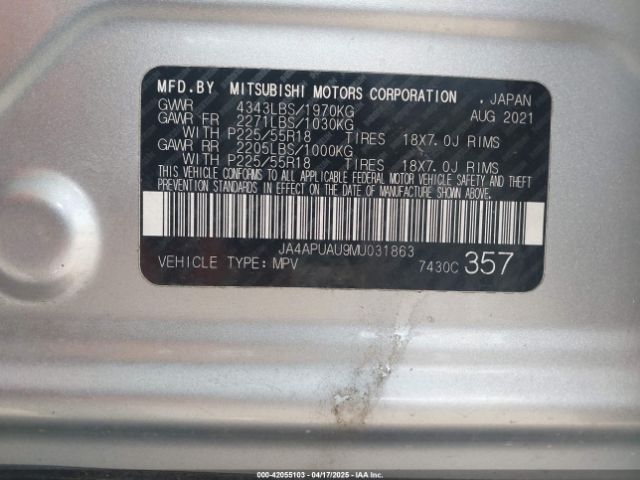 MFD.BY MITSUBISHI MOTORS CORPORATION , JAPAN
GVWR 4343LBS/1970KG AUG 2021
GAWR FR 2271LBS/1030KG
WITH P225/55R18 TIRES 18X7.0J RIMS
GAWR RR 2205LBS/1000KG
WITH P225/55R18 TIRES 18X7.0J RIMS
THIS VEHICLE CONFORMS TO ALL APPLICABLE FEDERAL MOTOR VEHICLE SAFETY AND THEFT
PREVENTION STANDARDS IN EFFECT ON THE DATE OF MANUFACTURE SHOWN ABOVE.
JA4APUAU9MU031863
VEHICLE TYPE: MPV 7430C 357
000-42055103 - 04/17/2025 - IAA Inc.